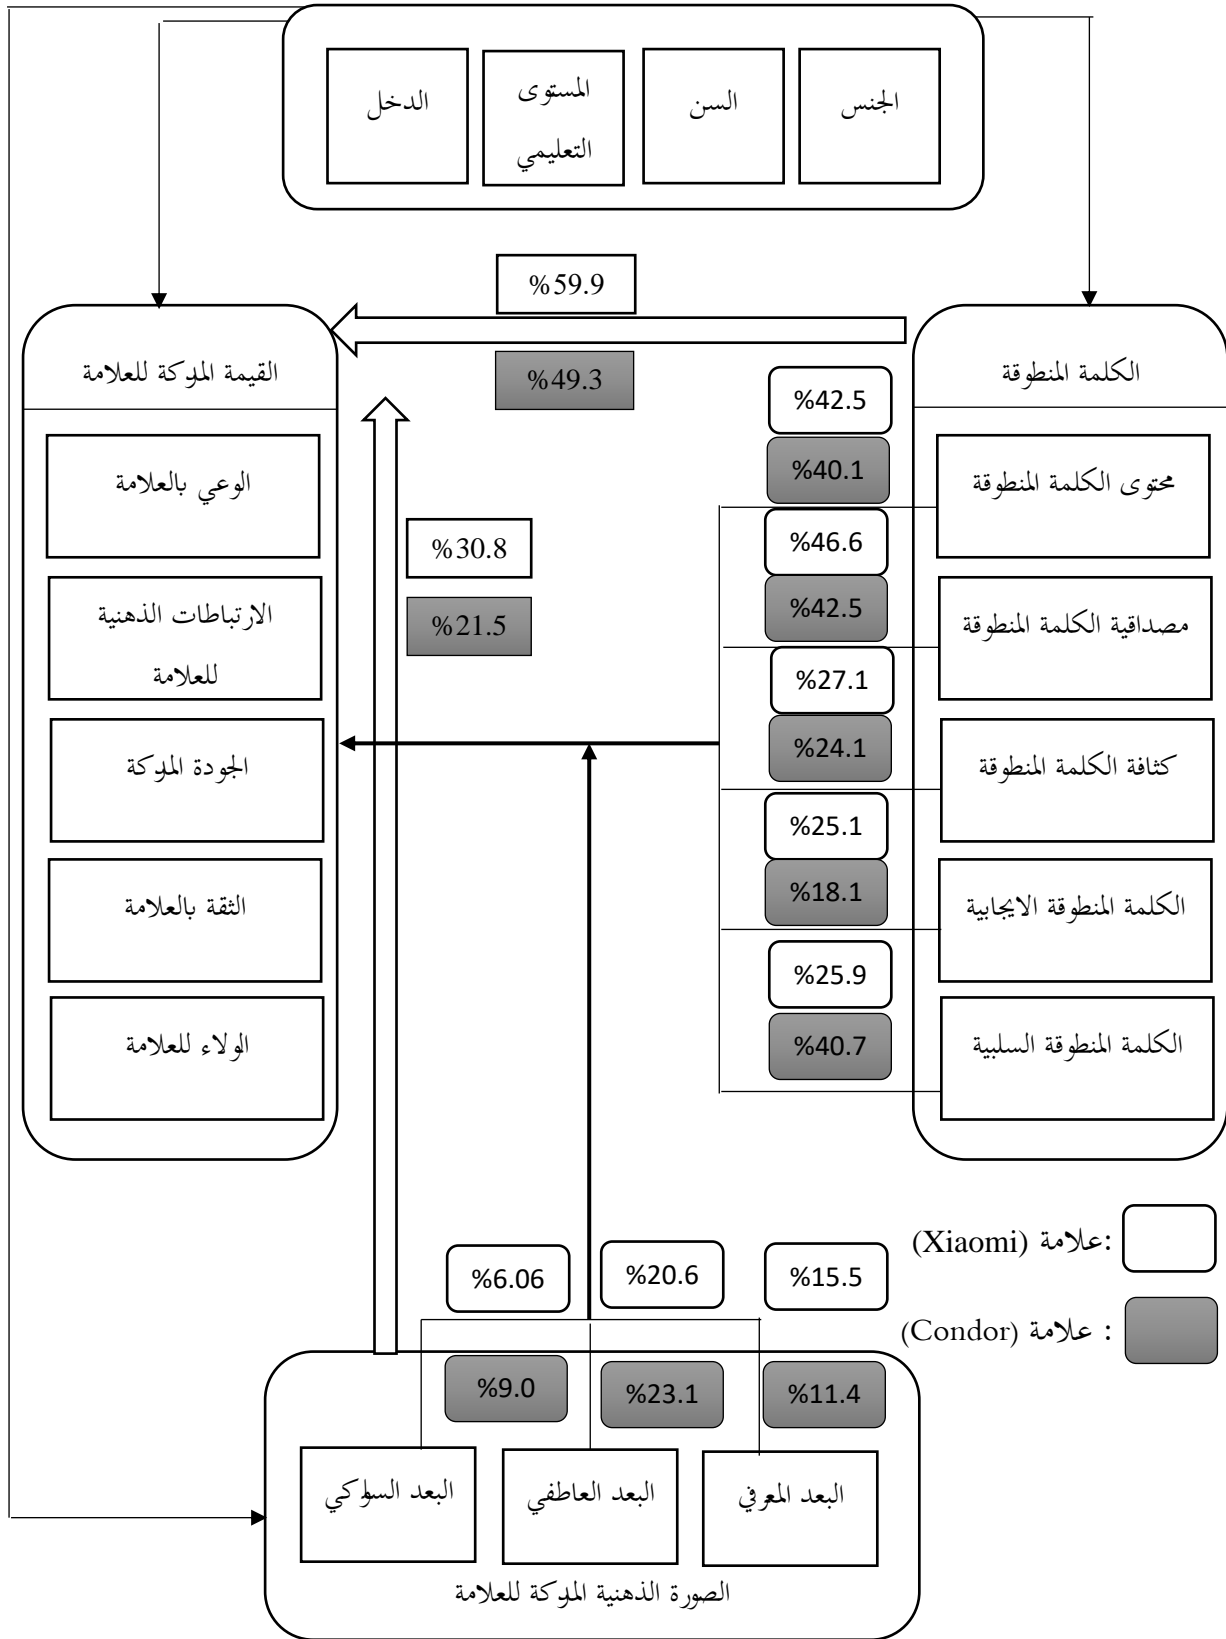 الجنس
السن
المستوى
التعليمي
الدخل
%59.9
%49.3
الكلمة المنطوقة
محتوى الكلمة المنطوقة
مصداقية الكلمة المنطوقة
كثافة الكلمة المنطوقة
الكلمة المنطوقة الايجابية
الكلمة المنطوقة السلبية
%42.5
%40.1
%46.6
%42.5
%27.1
%24.1
%25.1
%18.1
%25.9
%40.7
%30.8
%21.5
القيمة المدركة للعلامة
الوعي بالعلامة
الارتباطات الذهنية
للعلامة
الجودة المدركة
الثقة بالعلامة
الولاء للعلامة
:علامة (Xiaomi)
: علامة (Condor)
%15.5
%20.6
%6.06
%11.4
%23.1
%9.0
البعد المعرفي
البعد العاطفي
البعد السلوكي
الصورة الذهنية المدركة للعلامة